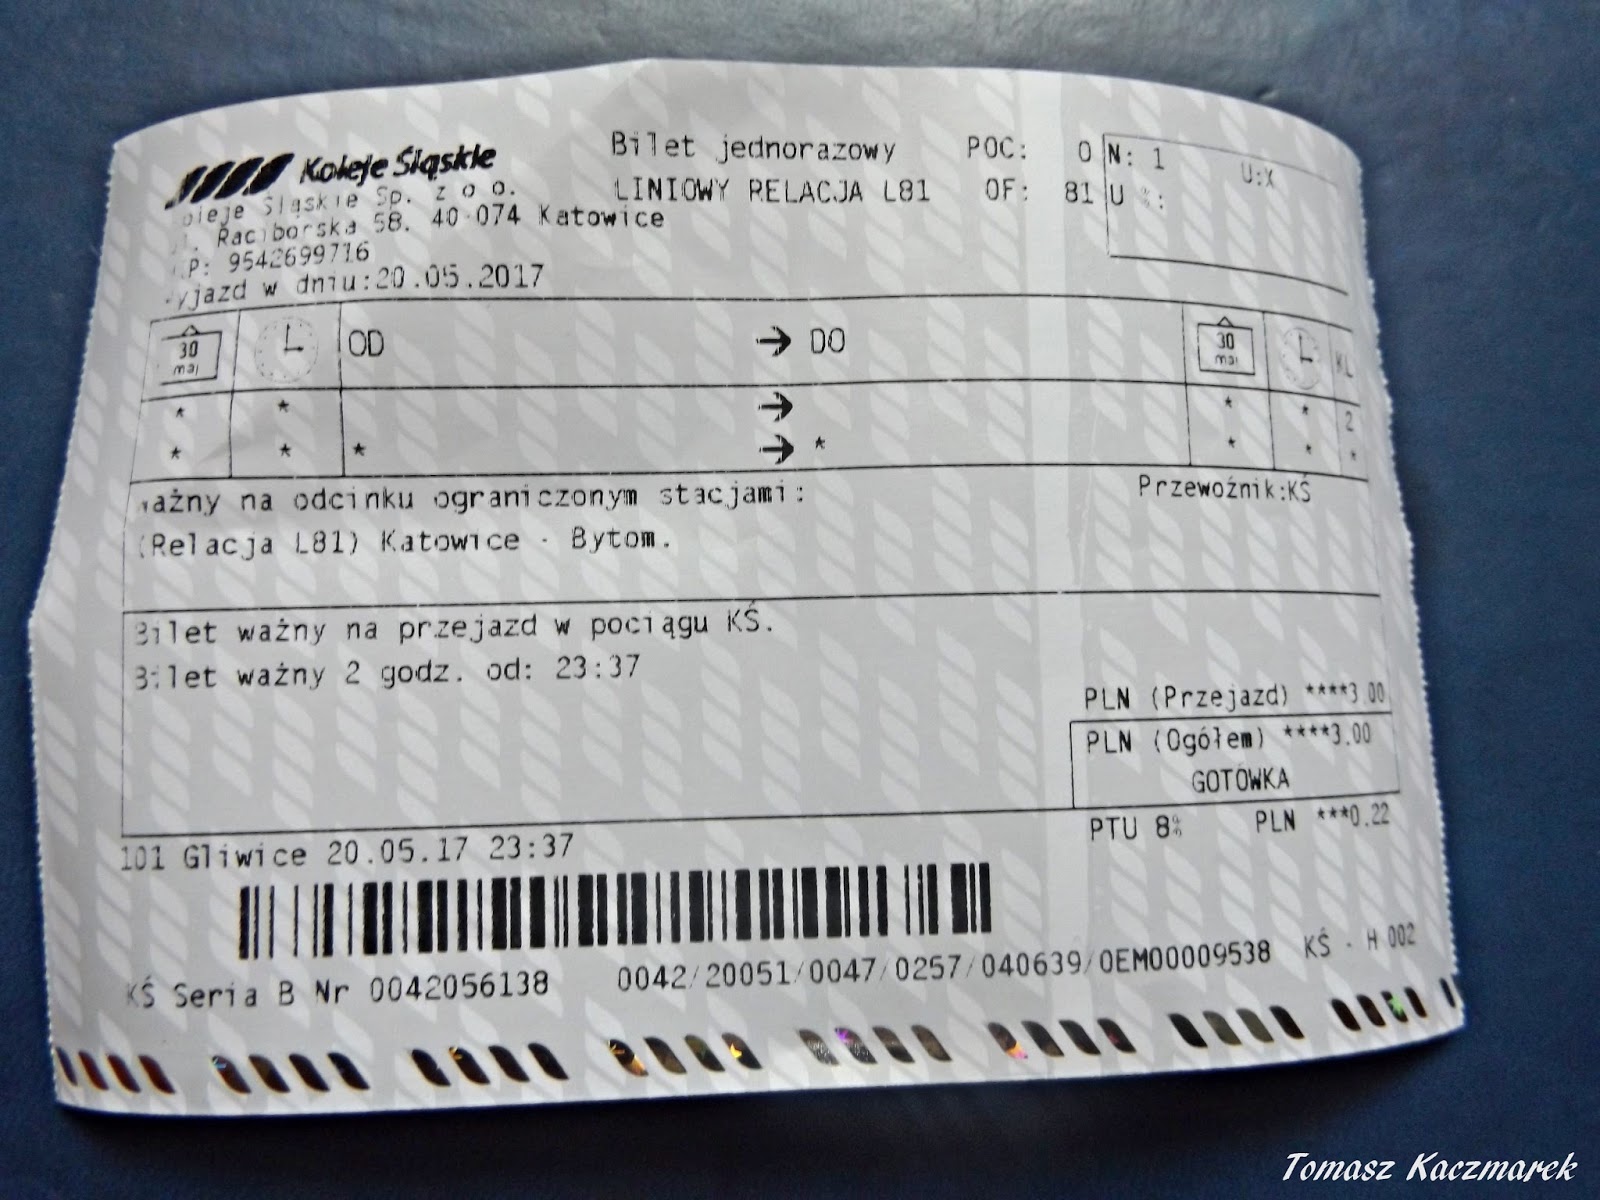 Koleje Śląskie
oleje Śląskie Sp. z o o.
Raciborska 58. 40-074 Katowice
P: 9542699716
yjazd w dniu:20.05.2017
Bilet jednorazowy POC: 0
LINIOWY RELACJA L81 OF: 81
N: 1 U:X
U %:
30 maj OD → DO 30 maj KL
* * → * * 2
* * * → * * * *
ważny na odcinku ograniczonym stacjami: Przewoźnik:KŚ
(Relacja L81) Katowice - Bytom.
Bilet ważny na przejazd w pociągu KŚ.
Bilet ważny 2 godz. od: 23:37
PLN (Przejazd) ****3.00
PLN (Ogółem) ****3.00
GOTÓWKA
PTU 8% PLN ***0.22
101 Gliwice 20.05.17 23:37
KŚ Seria B Nr 0042056138 0042/20051/0047/0257/040639/0EM00009538 KŚ - H 002
Tomasz Kaczmarek